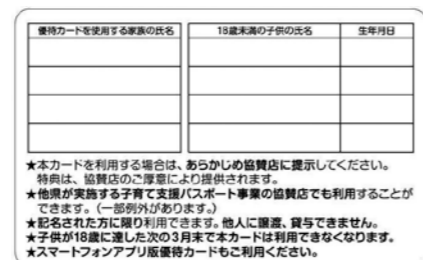 優待カードを使用する家族の氏名 18歳未満の子供の氏名 生年月日
★本カードを利用する場合は、あらかじめ協賛店に提示してください。
特典は、協賛店のご厚意により提供されます。
★他県が実施する子育て支援パスポート事業の協賛店でも利用することが
できます。(一部例外があります。)
★記名された方に限り利用できます。他人に譲渡、貸与できません。
★子供が18歳に達した次の3月末で本カードは利用できなくなります。
★スマートフォンアプリ版優待カードもご利用ください。